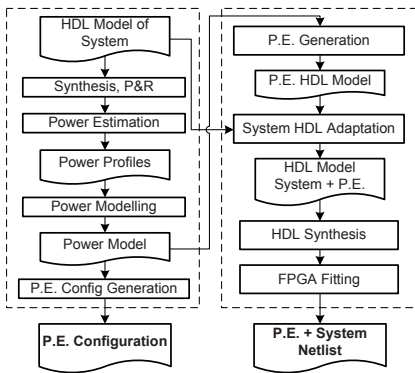 HDL Model of
System
Synthesis, P&R
Power Estimation
Power Profiles
Power Modelling
Power Model
P.E. Config Generation
P.E. Configuration
P.E. Generation
P.E. HDL Model
System HDL Adaptation
HDL Model
System + P.E.
HDL Synthesis
FPGA Fitting
P.E. + System
Netlist